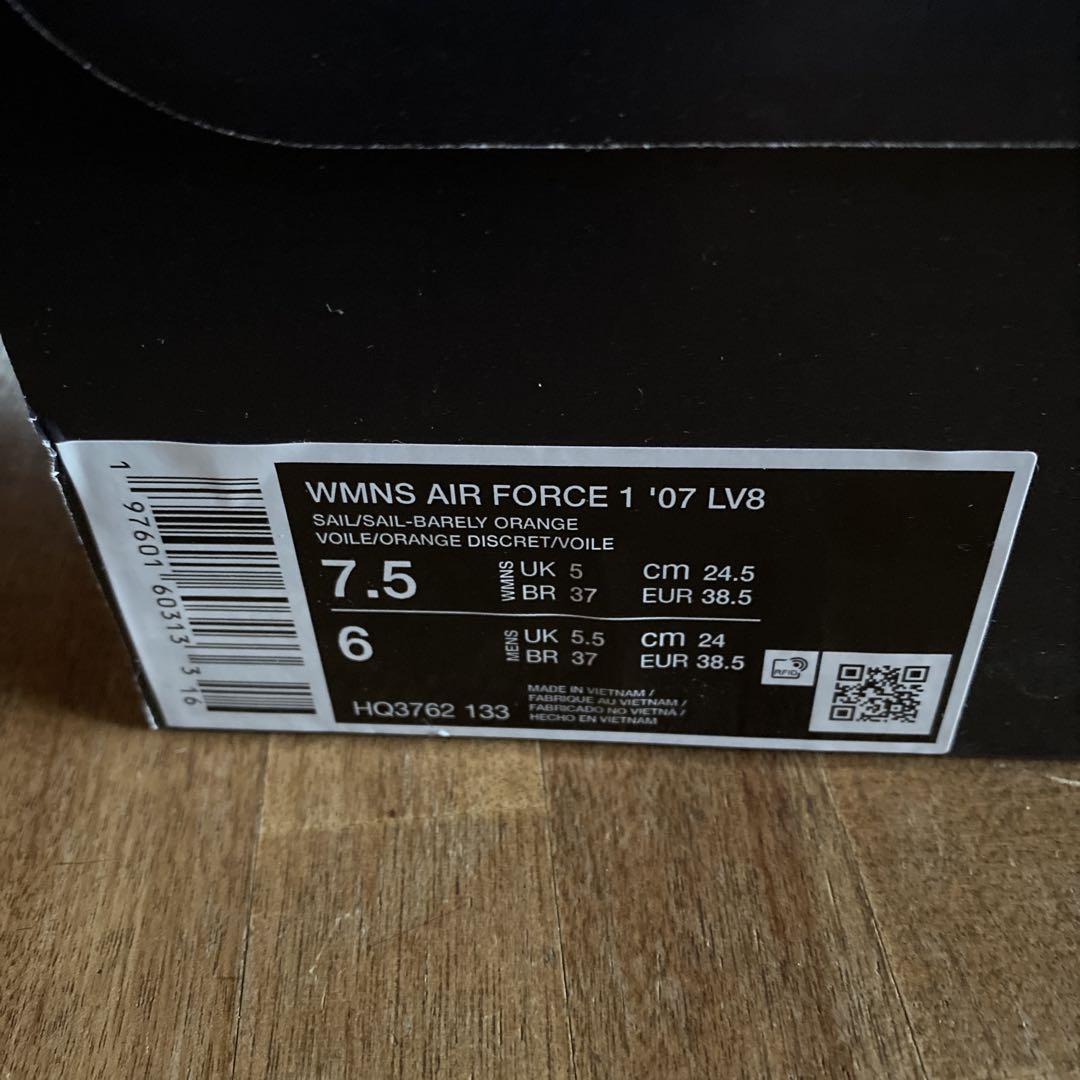 WMNS AIR FORCE 1 '07 LV8
SAIL/SAIL-BARELY ORANGE
VOILE/ORANGE DISCRET/VOILE
7.5 WMNS UK 5 cm 24.5
BR 37 EUR 38.5
6 MENS UK 5.5 cm 24
BR 37 EUR 38.5
RFID
HQ3762 133
MADE IN VIETNAM /
FABRIQUE AU VIETNAM /
FABRICADO NO VIETNA /
HECHO EN VIETNAM
1 97601 60313 3 16